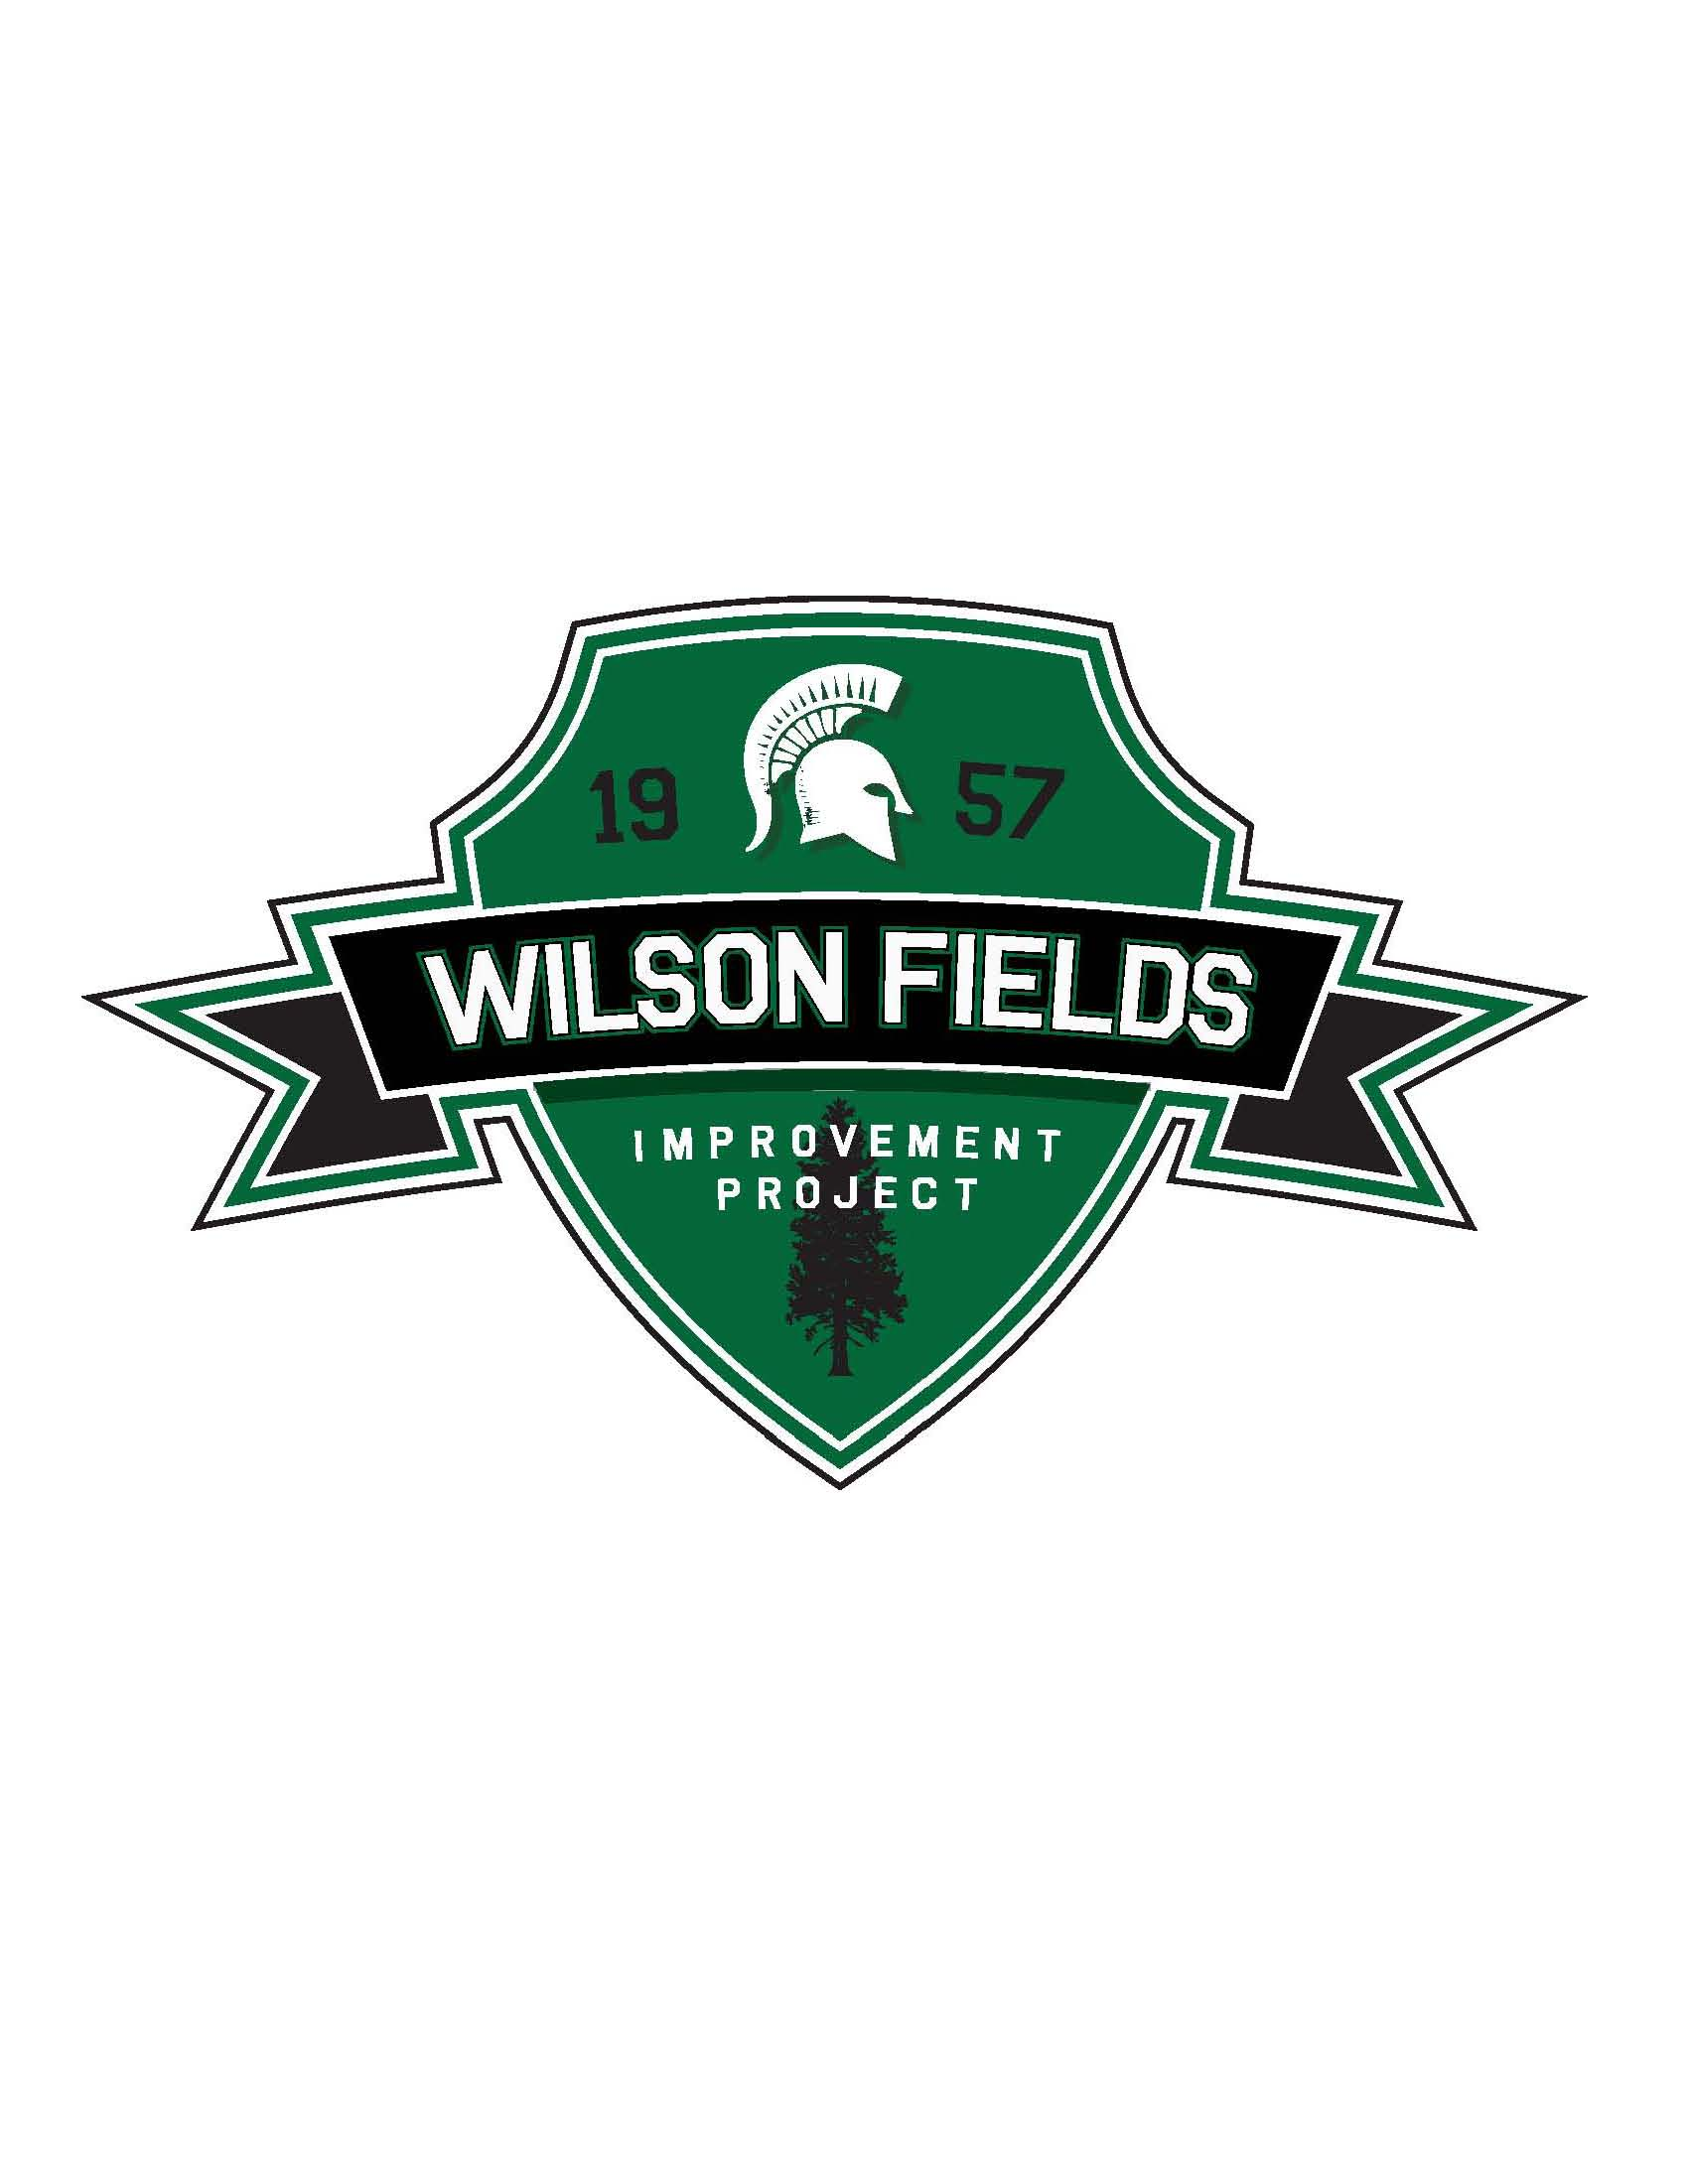 19 57
WILSON FIELDS
IMPROVEMENT
PROJECT